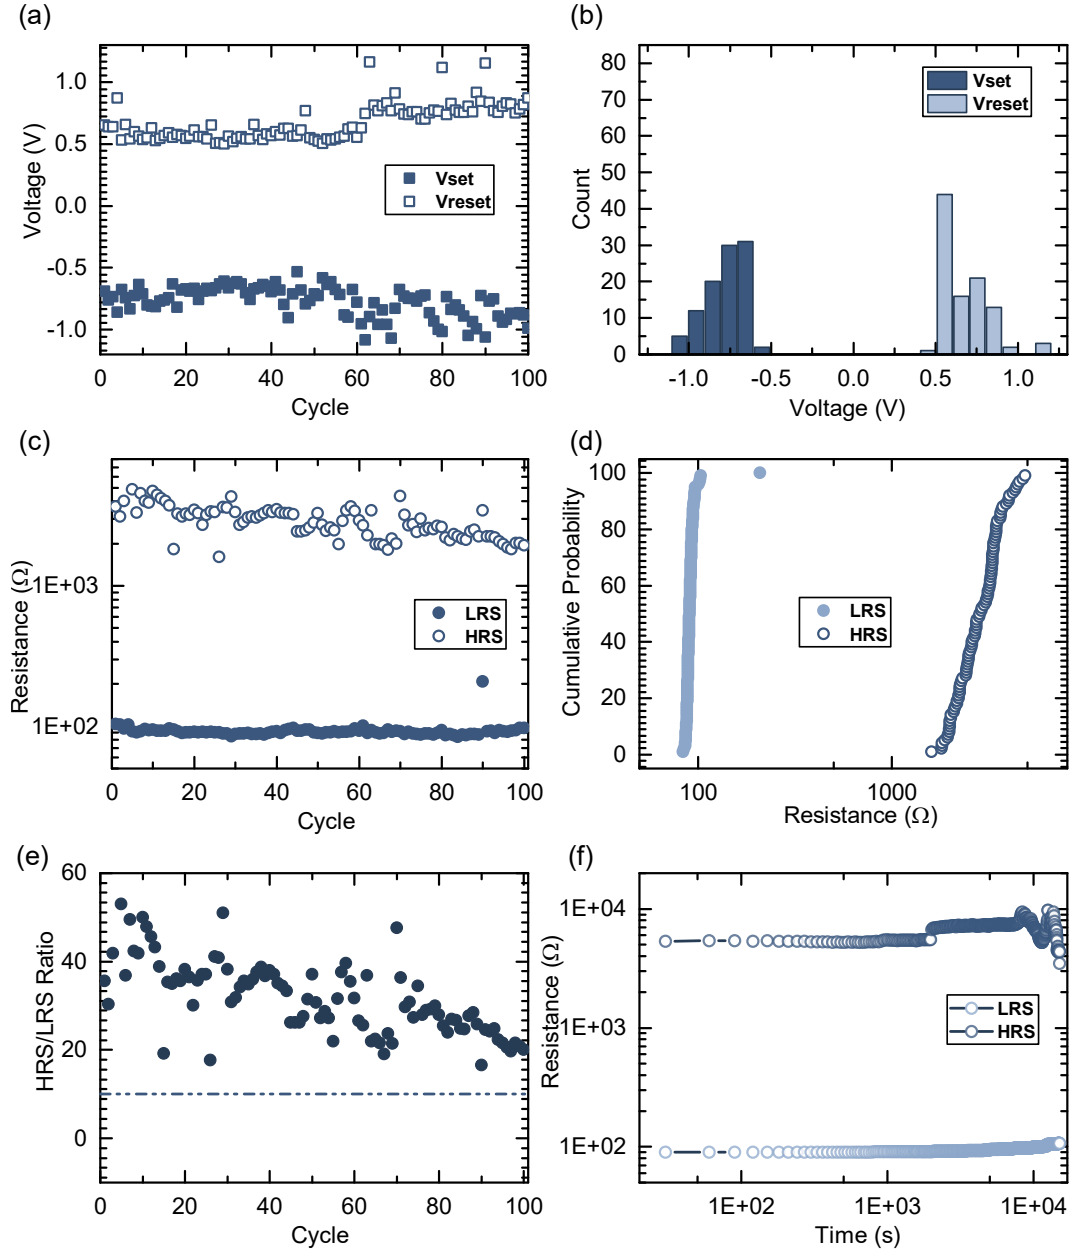 (a)
1.0
0.5
0.0
-0.5
-1.0
Voltage (V)
Vset
Vreset
0 20 40 60 80 100
Cycle
(b)
80
70
60
50
40
30
20
10
0
Count
Vset
Vreset
-1.0 -0.5 0.0 0.5 1.0
Voltage (V)
(c)
1E+03
1E+02
Resistance (Ω)
LRS
HRS
0 20 40 60 80 100
Cycle
(d)
100
80
60
40
20
0
Cumulative Probability
LRS
HRS
100 1000
Resistance (Ω)
(e)
60
40
20
0
HRS/LRS Ratio
0 20 40 60 80 100
Cycle
(f)
1E+04
1E+03
1E+02
Resistance (Ω)
LRS
HRS
1E+02 1E+03 1E+04
Time (s)